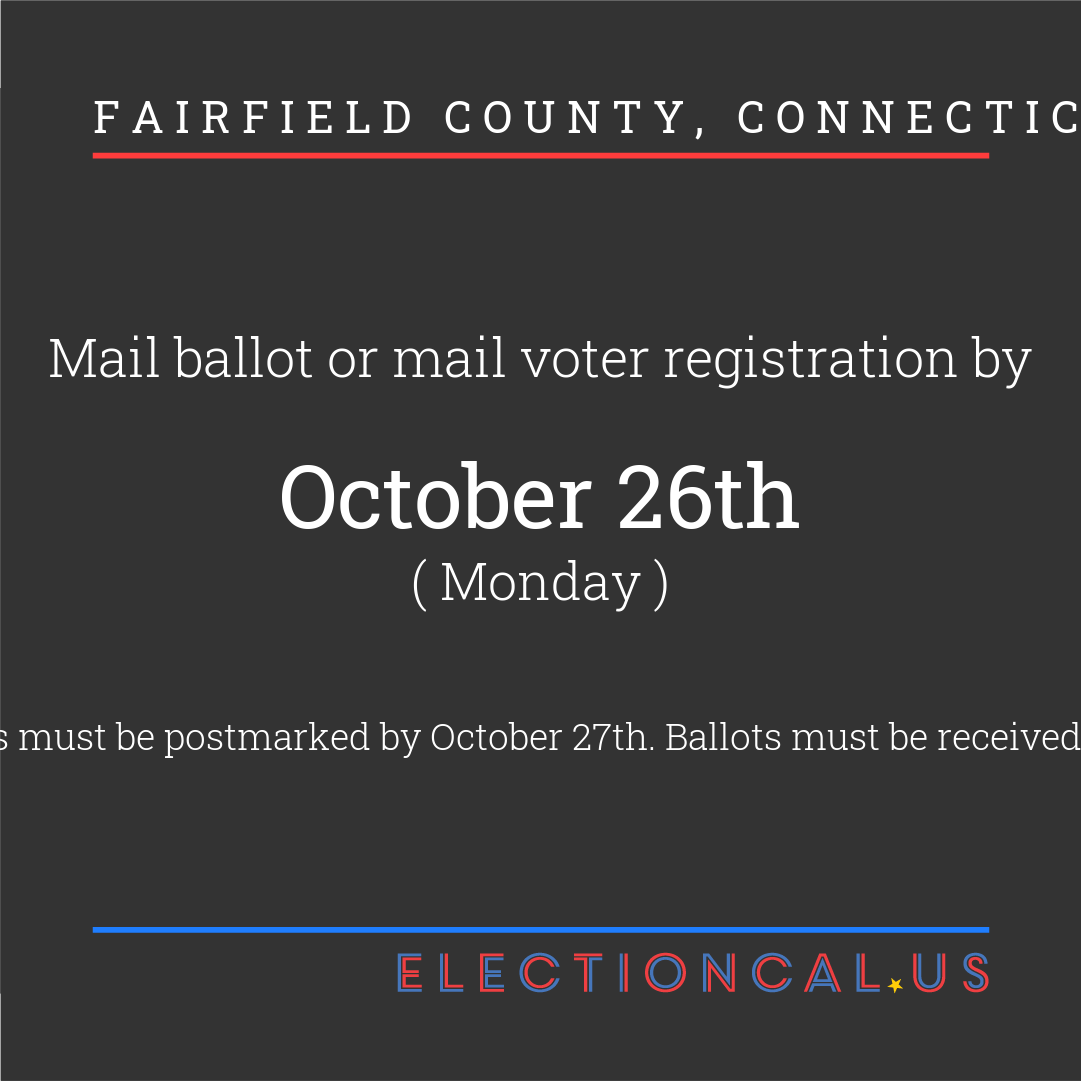 FAIRFIELD COUNTY, CONNECTIC
Mail ballot or mail voter registration by
October 26th
( Monday )
s must be postmarked by October 27th. Ballots must be received
ELECTIONCAL.US